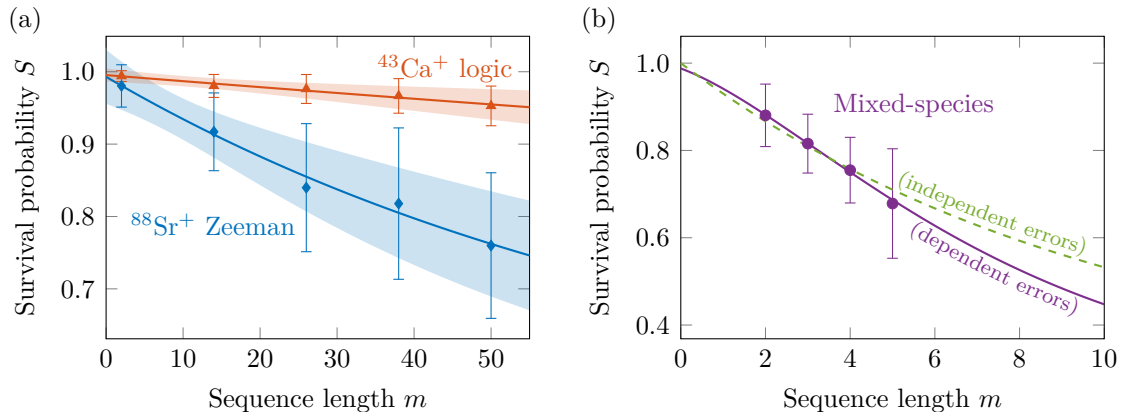 (a)
Survival probability S
1.0
0.9
0.8
0.7
⁴³Ca⁺ logic
⁸⁸Sr⁺ Zeeman
0 10 20 30 40 50
Sequence length m
(b)
Survival probability S
1.0
0.8
0.6
0.4
Mixed-species
(independent errors)
(dependent errors)
0 2 4 6 8 10
Sequence length m